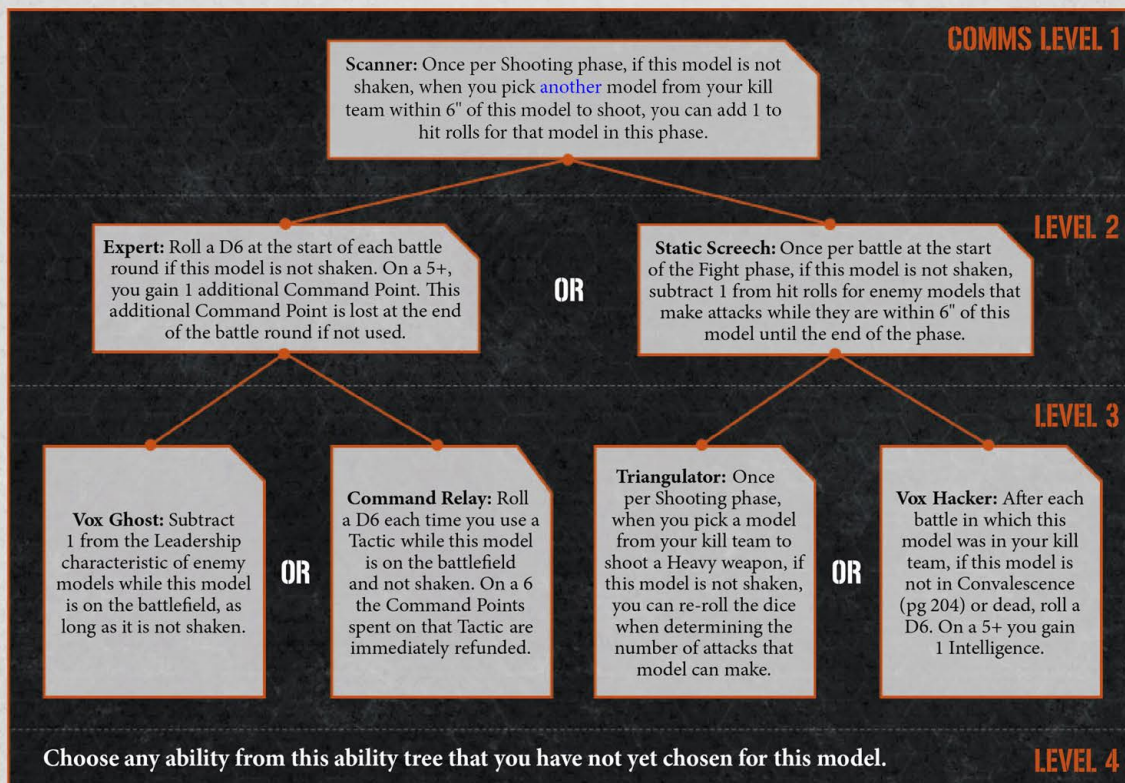 COMMS LEVEL 1
Scanner: Once per Shooting phase, if this model is not
shaken, when you pick another model from your kill
team within 6" of this model to shoot, you can add 1 to
hit rolls for that model in this phase.
LEVEL 2
Expert: Roll a D6 at the start of each battle
round if this model is not shaken. On a 5+,
you gain 1 additional Command Point. This
additional Command Point is lost at the end
of the battle round if not used.
OR
Static Screech: Once per battle at the start
of the Fight phase, if this model is not shaken,
subtract 1 from hit rolls for enemy models that
make attacks while they are within 6" of this
model until the end of the phase.
LEVEL 3
Vox Ghost: Subtract
1 from the Leadership
characteristic of enemy
models while this model
is on the battlefield, as
long as it is not shaken.
OR
Command Relay: Roll
a D6 each time you use a
Tactic while this model
is on the battlefield
and not shaken. On a 6
the Command Points
spent on that Tactic are
immediately refunded.
Triangulator: Once
per Shooting phase,
when you pick a model
from your kill team to
shoot a Heavy weapon, if
this model is not shaken,
you can re-roll the dice
when determining the
number of attacks that
model can make.
OR
Vox Hacker: After each
battle in which this
model was in your kill
team, if this model is
not in Convalescence
(pg 204) or dead, roll a
D6. On a 5+ you gain
1 Intelligence.
Choose any ability from this ability tree that you have not yet chosen for this model.
LEVEL 4